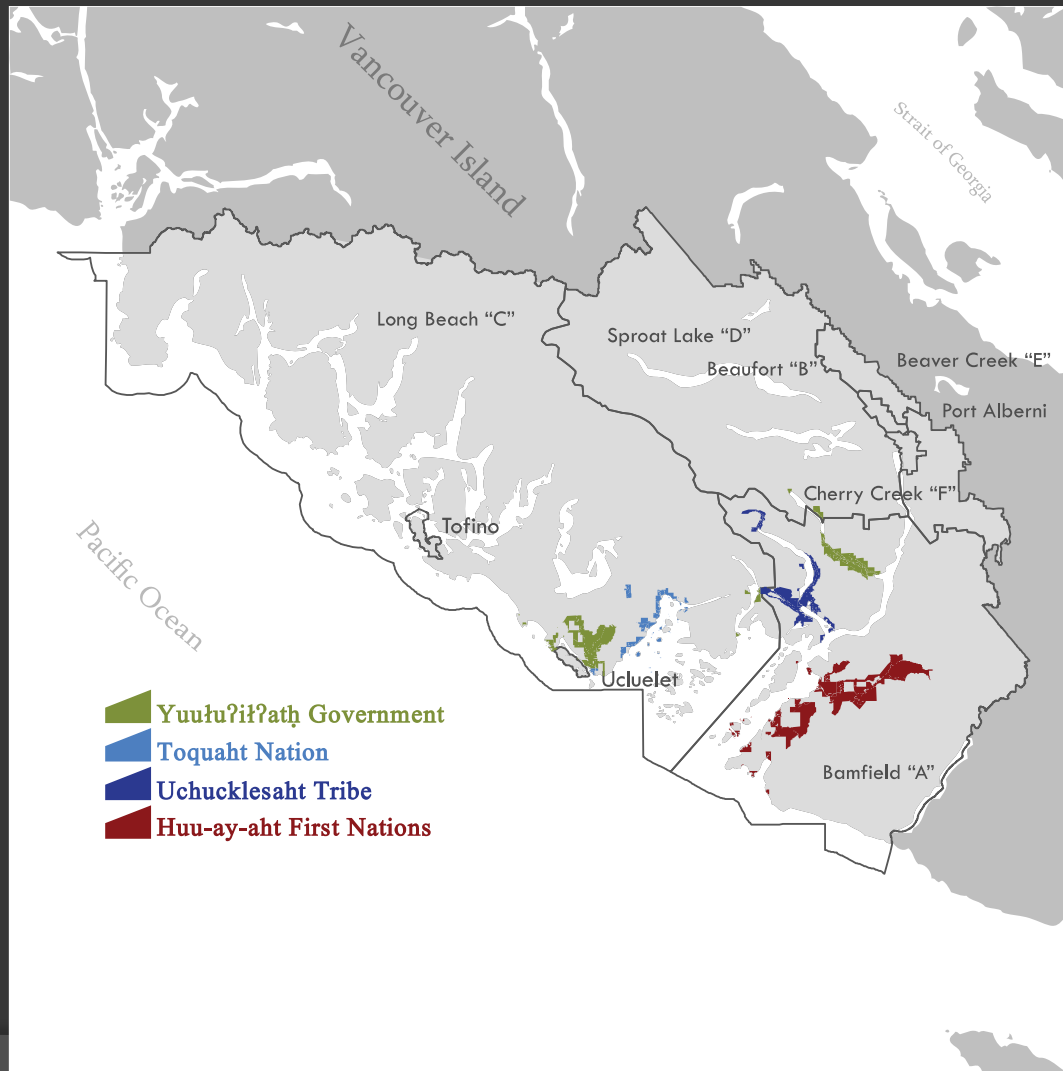 Vancouver Island
Strait of Georgia
Long Beach “C”
Sproat Lake “D”
Beaufort “B”
Beaver Creek “E”
Port Alberni
Cherry Creek “F”
Tofino
Pacific Ocean
Ucluelet
Bamfield “A”
Yuułuʔiłʔatḥ Government
Toquaht Nation
Uchucklesaht Tribe
Huu-ay-aht First Nations